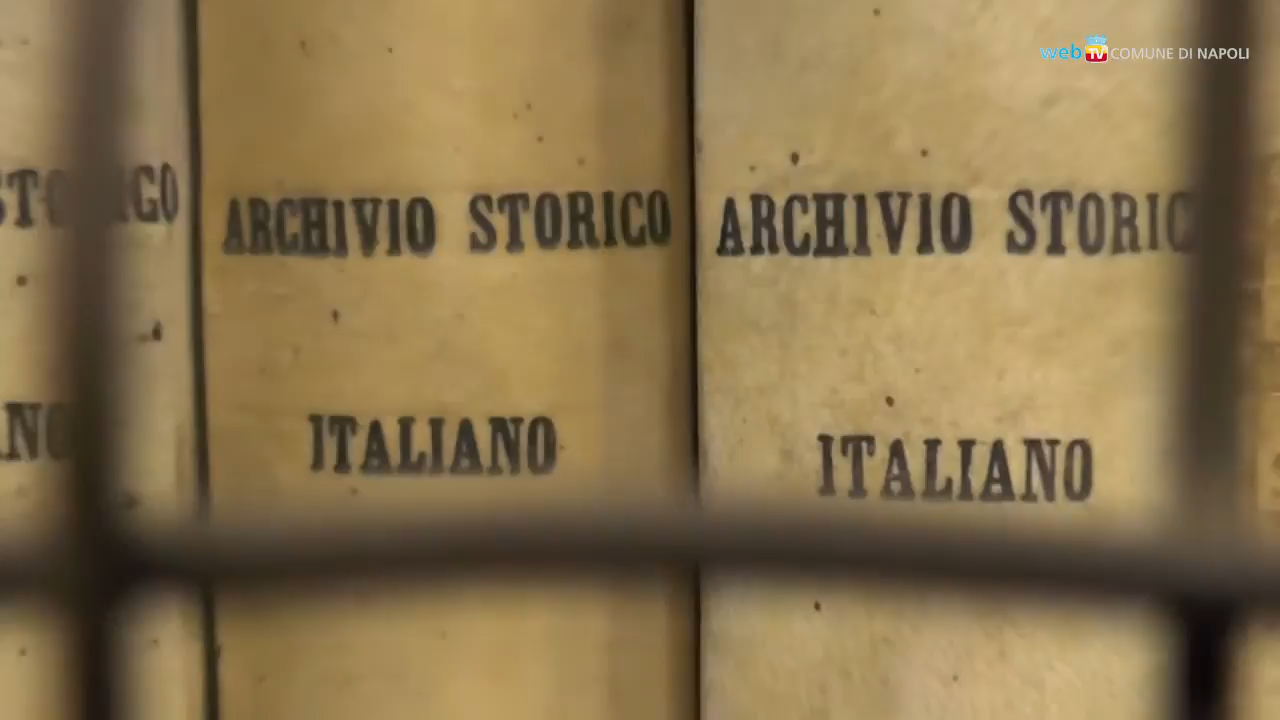 web TV COMUNE DI NAPOLI
ARCHIVIO STORICO
ITALIANO
ARCHIVIO STORIC
ITALIANO